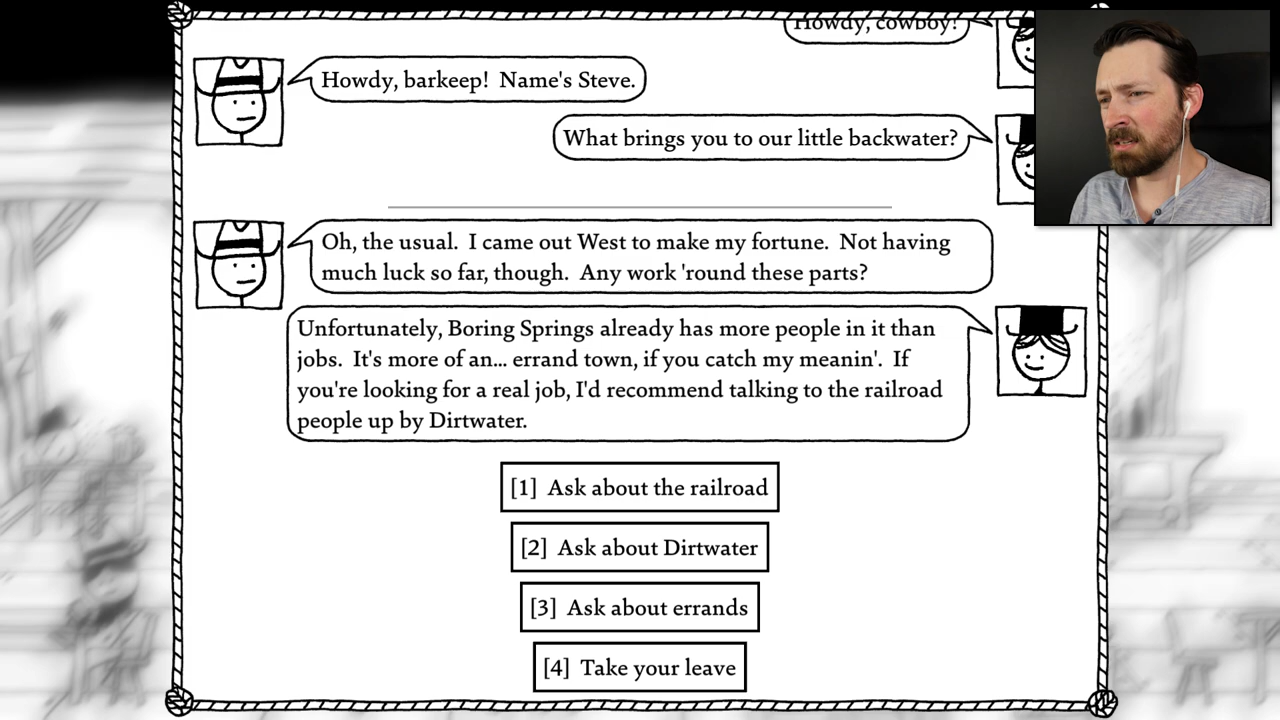 Howdy, cowboy!
Howdy, barkeep!  Name's Steve.
What brings you to our little backwater?
Oh, the usual.  I came out West to make my fortune.  Not having
much luck so far, though.  Any work 'round these parts?
Unfortunately, Boring Springs already has more people in it than
jobs.  It's more of an... errand town, if you catch my meanin'.  If
you're looking for a real job, I'd recommend talking to the railroad
people up by Dirtwater.
[1]  Ask about the railroad
[2]  Ask about Dirtwater
[3]  Ask about errands
[4]  Take your leave